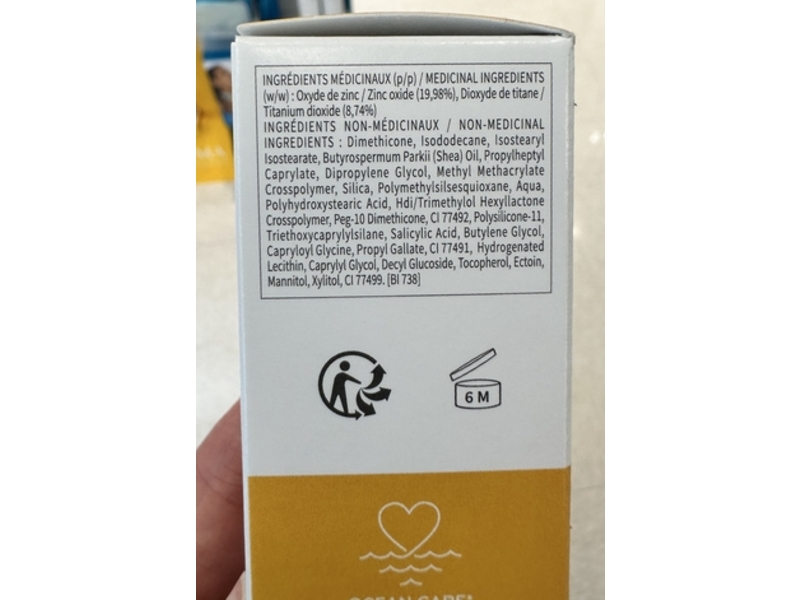 INGRÉDIENTS MÉDICINAUX (p/p) / MEDICINAL INGREDIENTS
(w/w) : Oxyde de zinc / Zinc oxide (19,98%), Dioxyde de titane /
Titanium dioxide (8,74%)
INGRÉDIENTS NON-MÉDICINAUX / NON-MEDICINAL
INGREDIENTS : Dimethicone, Isododecane, Isostearyl
Isostearate, Butyrospermum Parkii (Shea) Oil, Propylheptyl
Caprylate, Dipropylene Glycol, Methyl Methacrylate
Crosspolymer, Silica, Polymethylsilsesquioxane, Aqua,
Polyhydroxystearic Acid, Hdi/Trimethylol Hexyllactone
Crosspolymer, Peg-10 Dimethicone, CI 77492, Polysilicone-11,
Triethoxycaprylylsilane, Salicylic Acid, Butylene Glycol,
Capryloyl Glycine, Propyl Gallate, CI 77491, Hydrogenated
Lecithin, Caprylyl Glycol, Decyl Glucoside, Tocopherol, Ectoin,
Mannitol, Xylitol, CI 77499. [BI 738]
6 M
OCEAN CARE!